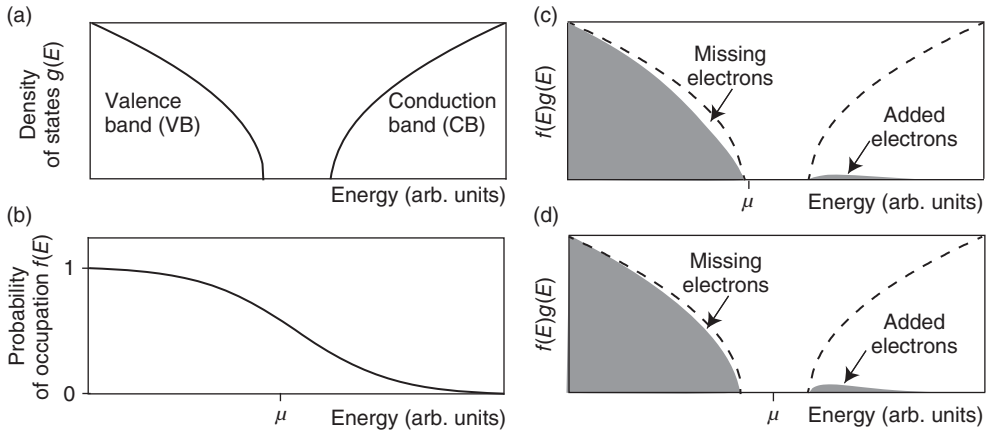 (a)
Density
of states g(E)
Valence
band (VB)
Conduction
band (CB)
Energy (arb. units)
(b)
Probability
of occupation f(E)
1
0
μ
Energy (arb. units)
(c)
f(E)g(E)
Missing
electrons
Added
electrons
μ
Energy (arb. units)
(d)
f(E)g(E)
Missing
electrons
Added
electrons
μ
Energy (arb. units)